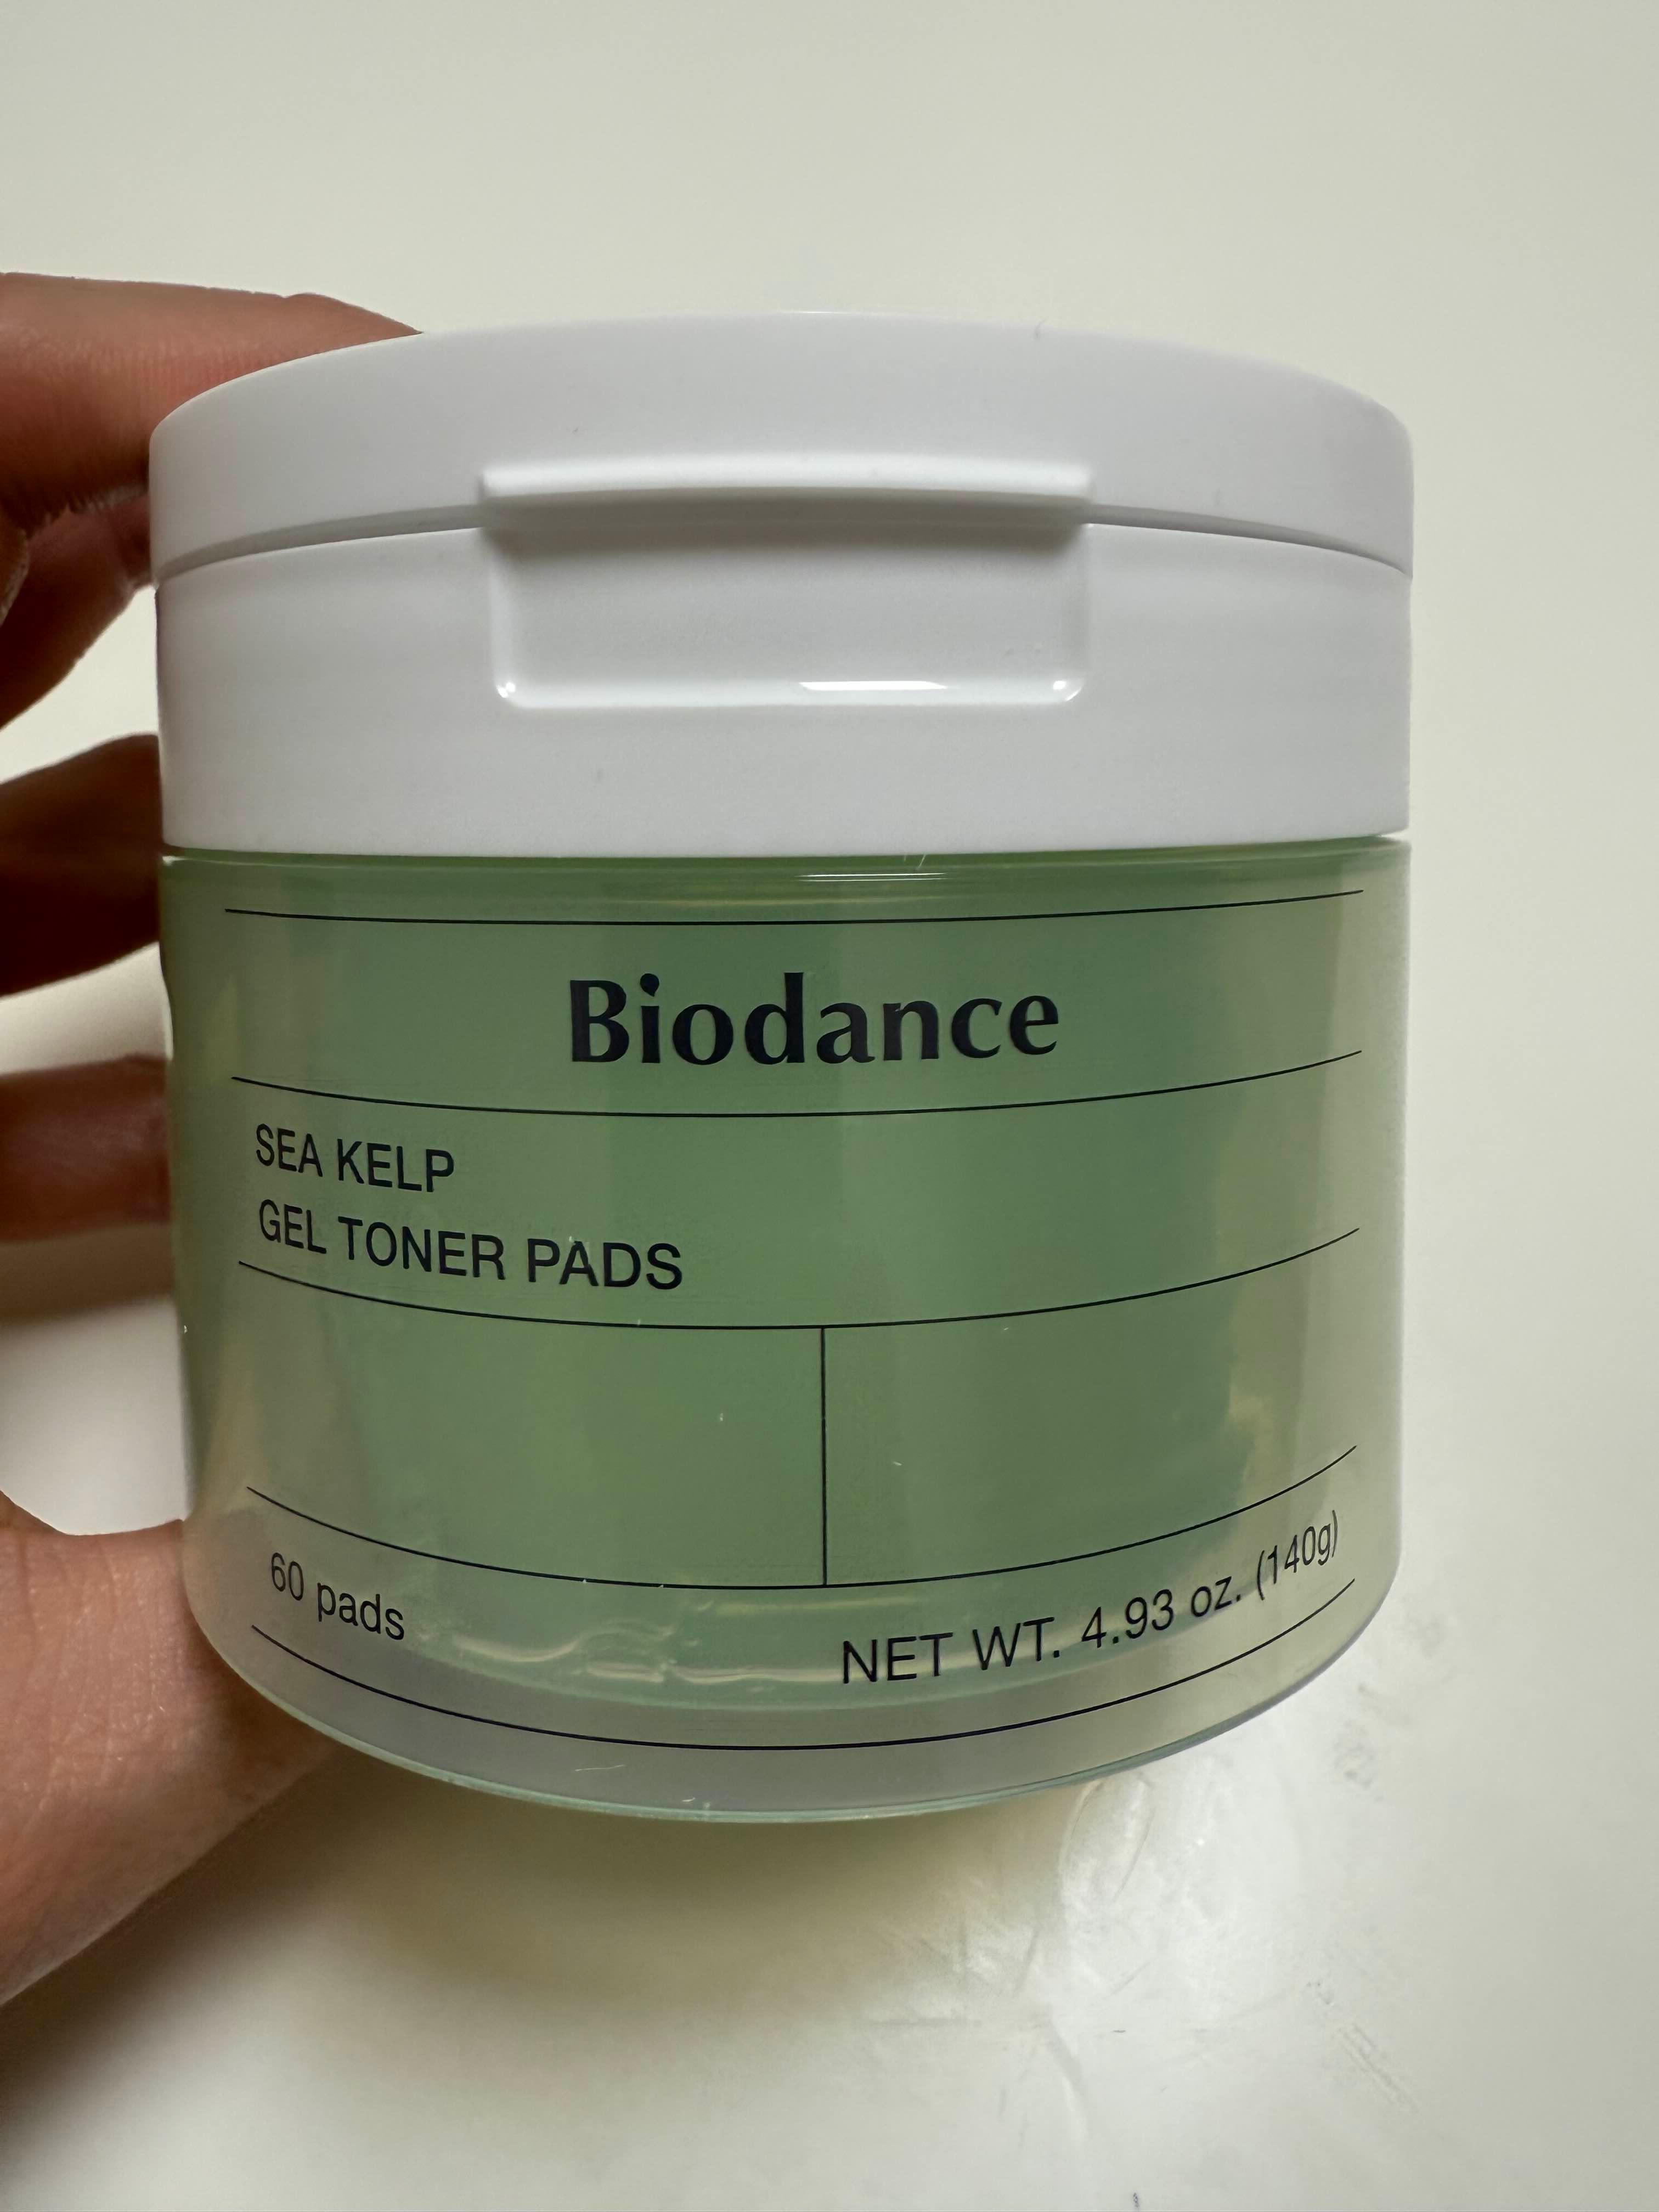 Biodance
SEA KELP
GEL TONER PADS
60 pads
NET WT. 4.93 oz. (140g)